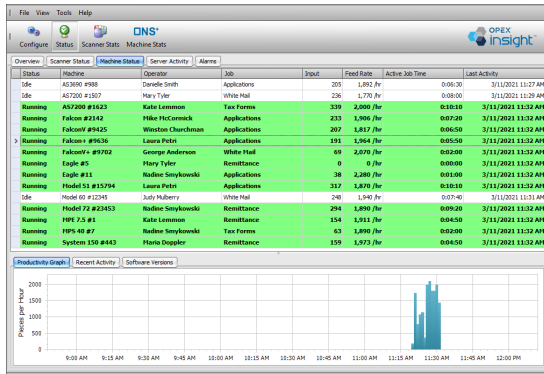 File View Tools Help
Configure Status Scanner Stats Machine Stats
ONS+
OPEX insight
Overview Scanner Status Machine Status Server Activity Alarms
Status Machine Operator Job Input Feed Rate Active Job Time Last Activity
Idle AS3600 #988 Danielle Smith Applications 205 1,892 /hr 0:06:30 3/11/2021 11:27 AM
Idle AS7200 #1507 Mary Tyler White Mail 236 1,770 /hr 0:08:00 3/11/2021 11:29 AM
Running AS7200 #1623 Kate Lemmon Tax Forms 339 2,000 /hr 0:10:10 3/11/2021 11:32 AM
Running Falcon #2142 Mike McCormick Applications 233 1,906 /hr 0:07:20 3/11/2021 11:32 AM
Running FalconV #9425 Winston Churchman Applications 207 1,817 /hr 0:06:50 3/11/2021 11:32 AM
Running Falcon+ #9636 Laura Petri Applications 191 1,964 /hr 0:05:50 3/11/2021 11:32 AM
Running FalconV+ #9702 George Anderson White Mail 69 2,070 /hr 0:02:00 3/11/2021 11:32 AM
Running Eagle #5 Mary Tyler Remittance 0 0 /hr 0:00:00 3/11/2021 11:32 AM
Running Eagle #11 Nadine Smykowski Applications 38 2,280 /hr 0:01:00 3/11/2021 11:32 AM
Running Model 51 #15794 Laura Petri Applications 317 1,870 /hr 0:10:10 3/11/2021 11:32 AM
Idle Model 60 #12345 Judy Mulberry White Mail 248 1,940 /hr 0:07:40 3/11/2021 11:31 AM
Running Model 72 #23453 Nadine Smykowski Remittance 294 1,890 /hr 0:09:20 3/11/2021 11:32 AM
Running MPE 7.5 #1 Kate Lemmon Remittance 154 1,911 /hr 0:04:50 3/11/2021 11:32 AM
Running MPS 40 #7 Nadine Smykowski Tax Forms 63 1,890 /hr 0:02:00 3/11/2021 11:32 AM
Running System 150 #443 Maria Doppler Remittance 159 1,973 /hr 0:04:50 3/11/2021 11:32 AM
Productivity Graph Recent Activity Software Versions
Pieces per Hour
2000
1500
1000
500
0
9:00 AM 9:15 AM 9:30 AM 9:45 AM 10:00 AM 10:15 AM 10:30 AM 10:45 AM 11:00 AM 11:15 AM 11:30 AM 11:45 AM 12:00 PM